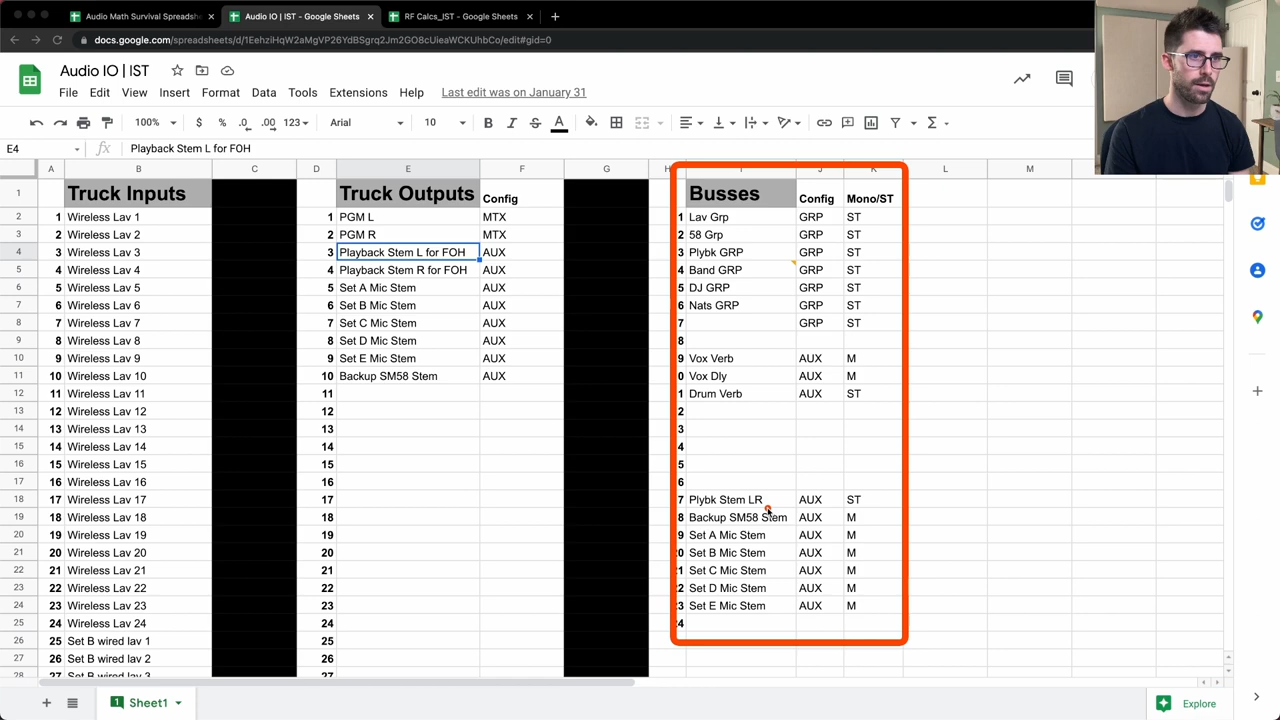 Audio Math Survival Spreadsh
Audio IO | IST - Google Sheets
RF Calcs_IST - Google Sheets
docs.google.com/spreadsheets/d/1EehziHqW2aMgVP26YdBSgrq2Jm2GO8cUieaWCKUhbCo/edit#gid=0
Audio IO | IST
File Edit View Insert Format Data Tools Extensions Help Last edit was on January 31
100% $ % .0 .00 123 Arial 10 B I S A
E4 fx Playback Stem L for FOH
A B C D E F G H I J K L M
1 Truck Inputs Truck Outputs Config Busses Config Mono/ST
2 1 Wireless Lav 1 1 PGM L MTX 1 Lav Grp GRP ST
3 2 Wireless Lav 2 2 PGM R MTX 2 58 Grp GRP ST
4 3 Wireless Lav 3 3 Playback Stem L for FOH AUX 3 Plybk GRP GRP ST
5 4 Wireless Lav 4 4 Playback Stem R for FOH AUX 4 Band GRP GRP ST
6 5 Wireless Lav 5 5 Set A Mic Stem AUX 5 DJ GRP GRP ST
7 6 Wireless Lav 6 6 Set B Mic Stem AUX 6 Nats GRP GRP ST
8 7 Wireless Lav 7 7 Set C Mic Stem AUX 7 GRP ST
9 8 Wireless Lav 8 8 Set D Mic Stem AUX 8
10 9 Wireless Lav 9 9 Set E Mic Stem AUX 9 Vox Verb AUX M
11 10 Wireless Lav 10 10 Backup SM58 Stem AUX 0 Vox Dly AUX M
12 11 Wireless Lav 11 11 1 Drum Verb AUX ST
13 12 Wireless Lav 12 12 2
14 13 Wireless Lav 13 13 3
15 14 Wireless Lav 14 14 4
16 15 Wireless Lav 15 15 5
17 16 Wireless Lav 16 16 6
18 17 Wireless Lav 17 17 7 Plybk Stem LR AUX ST
19 18 Wireless Lav 18 18 8 Backup SM58 Stem AUX M
20 19 Wireless Lav 19 19 9 Set A Mic Stem AUX M
21 20 Wireless Lav 20 20 20 Set B Mic Stem AUX M
22 21 Wireless Lav 21 21 21 Set C Mic Stem AUX M
23 22 Wireless Lav 22 22 22 Set D Mic Stem AUX M
24 23 Wireless Lav 23 23 23 Set E Mic Stem AUX M
25 24 Wireless Lav 24 24 24
26 25 Set B wired lav 1 25
27 26 Set B wired lav 2 26
28 27 Set B wired lav 3 27
Sheet1
Explore